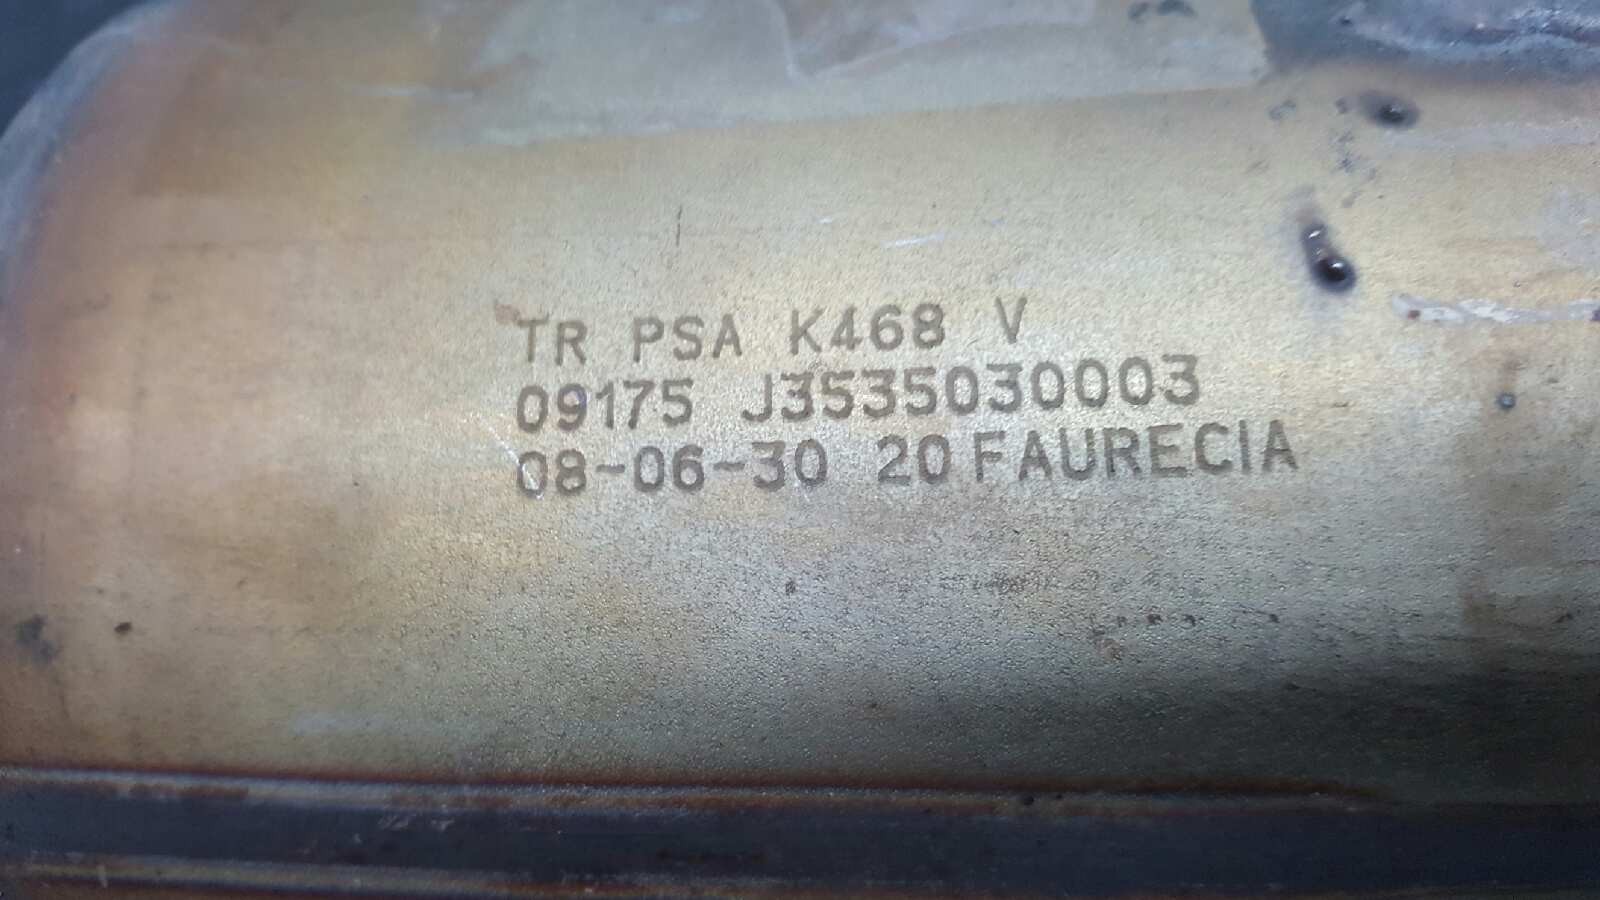 TR PSA K468 V
09175 J3535030003
08-06-30 20 FAURECIA